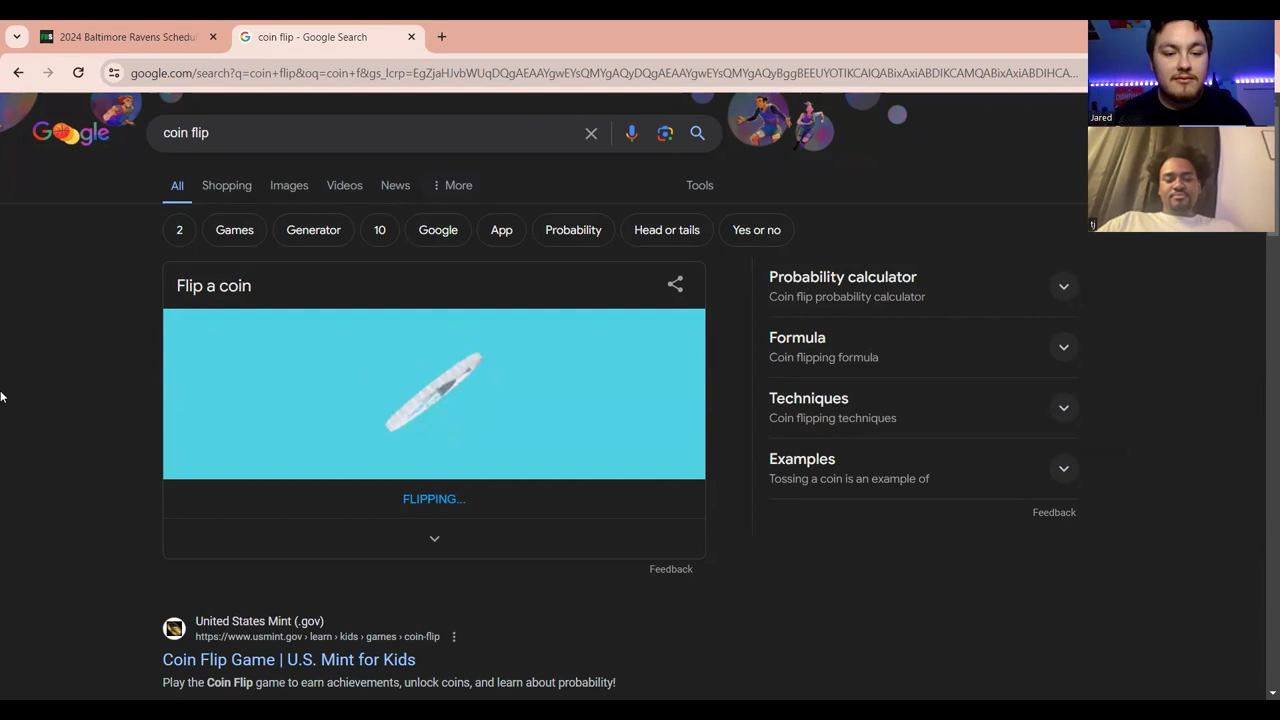 2024 Baltimore Ravens Schedu
coin flip - Google Search
google.com/search?q=coin+flip&oq=coin+f&gs_lcrp=EgZjaHJvbWUqDQgAEAAYgwEYsQMYgAQyDQgAEAAYgwEYsQMYgAQyBggBEEUYOTIKCAIQABixAxiABDIKCAMQABixAxiABDIHCA...
Jared
Google
coin flip
All
Shopping
Images
Videos
News
More
Tools
tj
2
Games
Generator
10
Google
App
Probability
Head or tails
Yes or no
Flip a coin
FLIPPING...
Feedback
Probability calculator
Coin flip probability calculator
Formula
Coin flipping formula
Techniques
Coin flipping techniques
Examples
Tossing a coin is an example of
Feedback
United States Mint (.gov)
https://www.usmint.gov › learn › kids › games › coin-flip
Coin Flip Game | U.S. Mint for Kids
Play the Coin Flip game to earn achievements, unlock coins, and learn about probability!